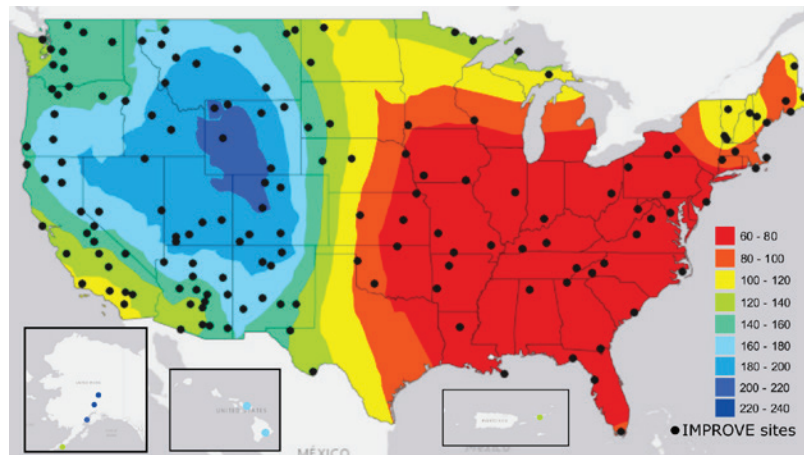 60 - 80
80 - 100
100 - 120
120 - 140
140 - 160
160 - 180
180 - 200
200 - 220
220 - 240
IMPROVE sites
UNITED STATES
MÉXICO